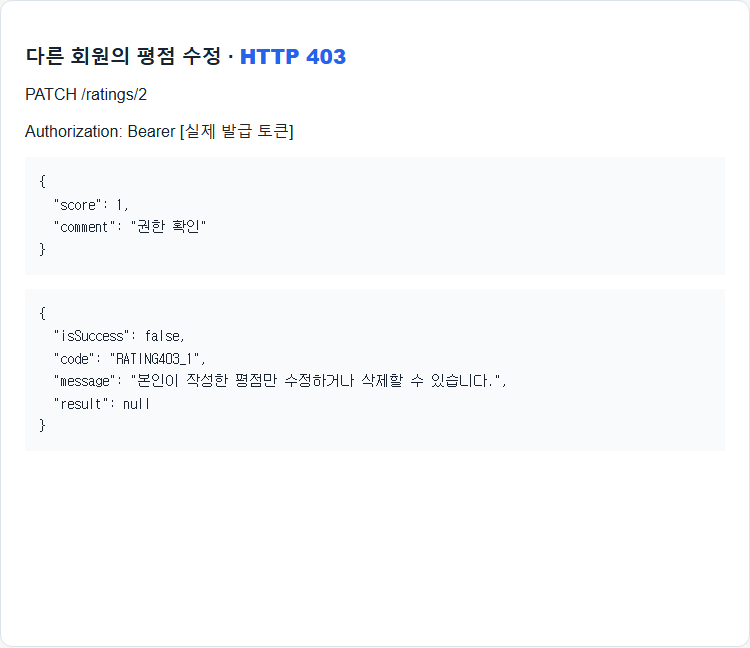 다른 회원의 평점 수정 · HTTP 403
PATCH /ratings/2
Authorization: Bearer [실제 발급 토큰]
{
  "score": 1,
  "comment": "권한 확인"
}
{
  "isSuccess": false,
  "code": "RATING403_1",
  "message": "본인이 작성한 평점만 수정하거나 삭제할 수 있습니다.",
  "result": null
}